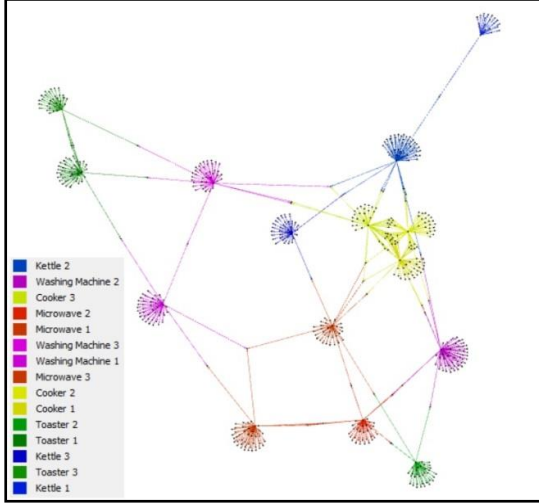 Kettle 2
Washing Machine 2
Cooker 3
Microwave 2
Microwave 1
Washing Machine 3
Washing Machine 1
Microwave 3
Cooker 2
Cooker 1
Toaster 2
Toaster 1
Kettle 3
Toaster 3
Kettle 1